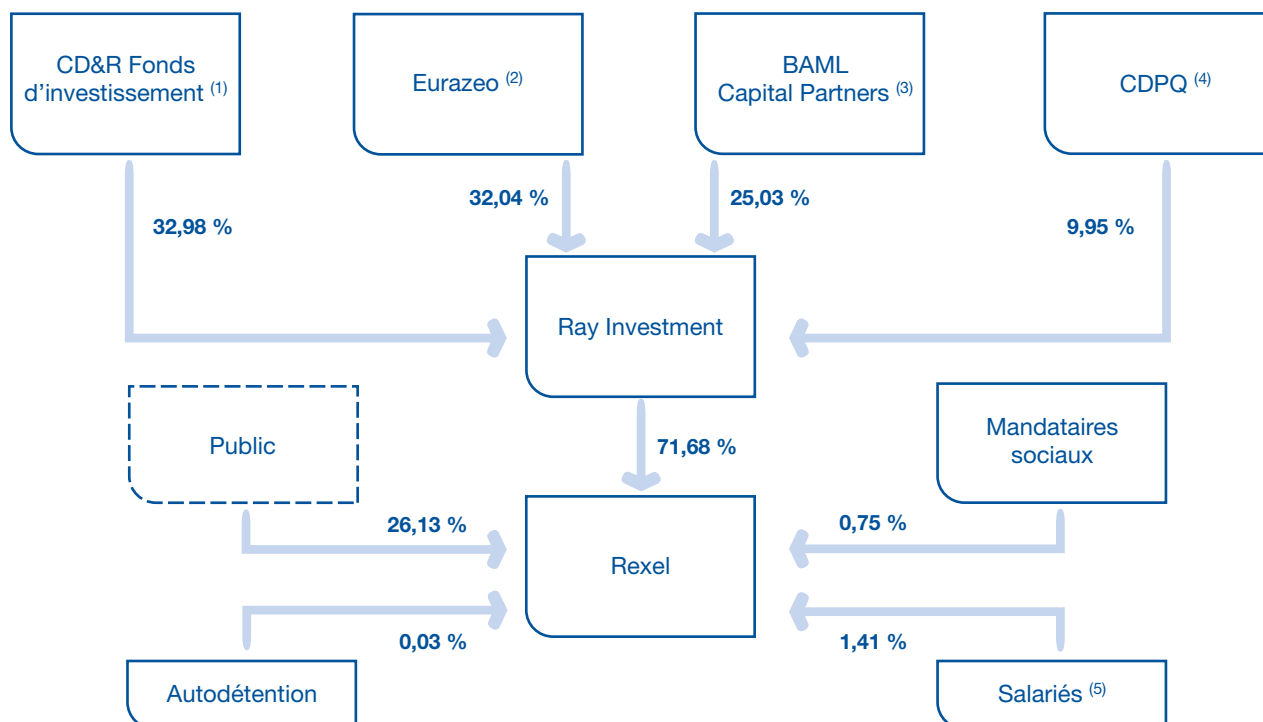 CD&R Fonds
d’investissement (1)
Eurazeo (2)
BAML
Capital Partners (3)
CDPQ (4)
32,98 %
32,04 %
25,03 %
9,95 %
Ray Investment
71,68 %
Public
Mandataires
sociaux
26,13 %
0,75 %
Rexel
0,03 %
1,41 %
Autodétention
Salariés (5)